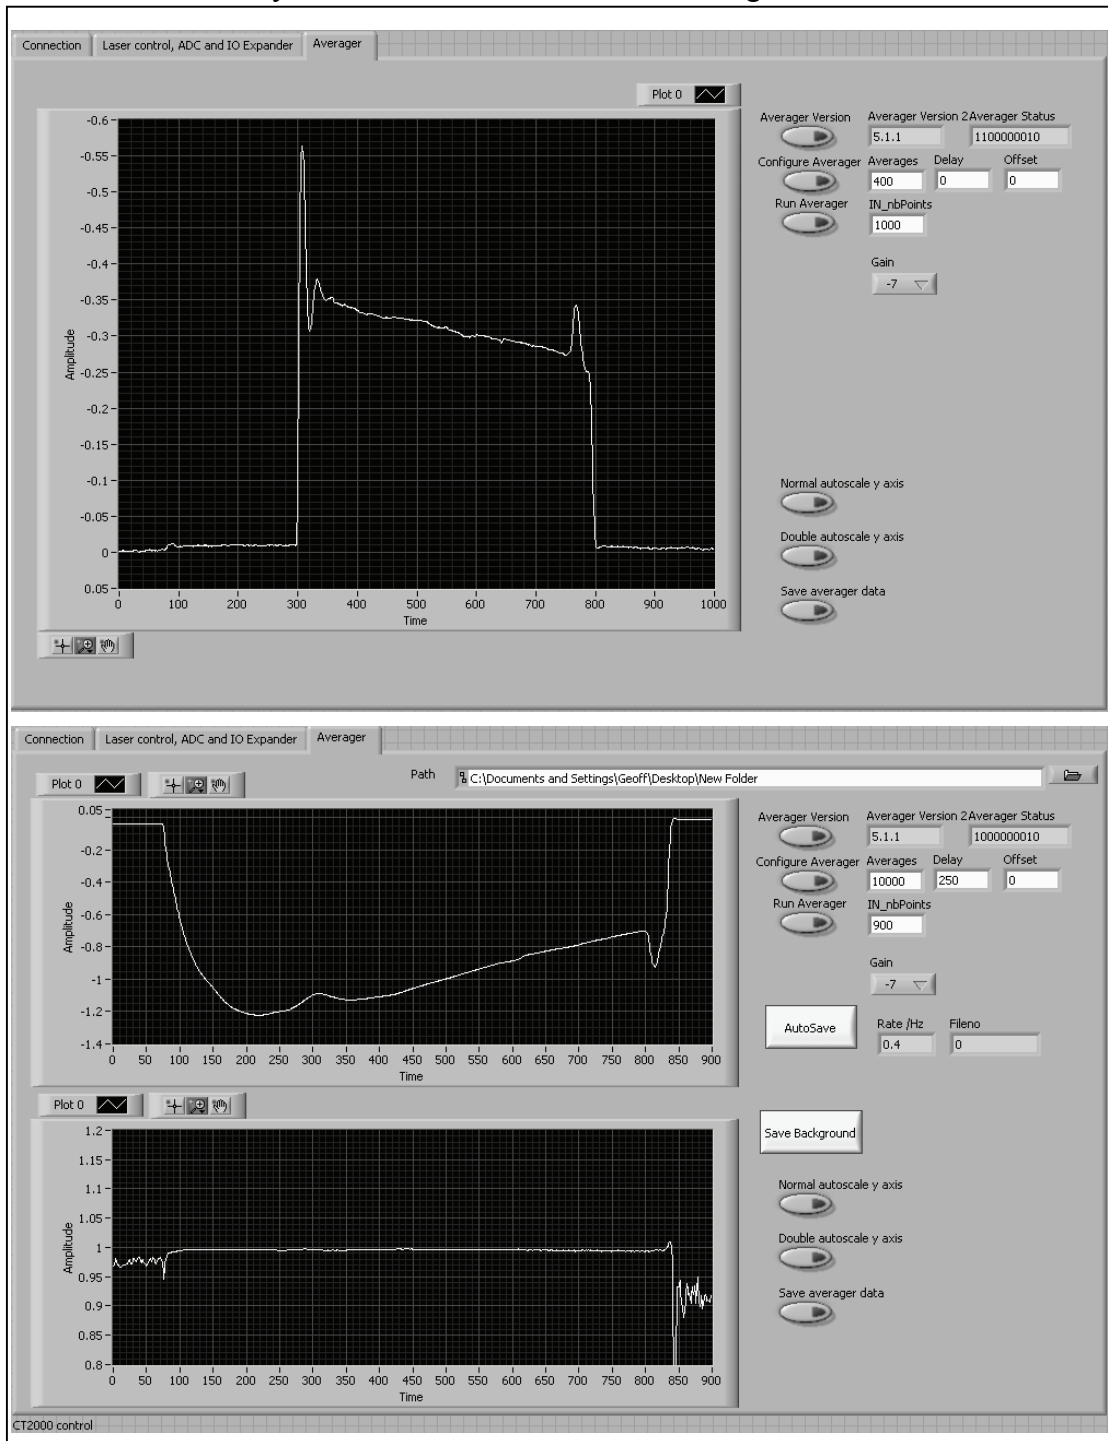 Connection Laser control, ADC and IO Expander Averager
Plot 0
Averager Version Averager Version 2 Averager Status
5.1.1 1100000010
Configure Averager Averages Delay Offset
400 0 0
Run Averager IN_nbPoints
1000
Gain
-7
Normal autoscale y axis
Double autoscale y axis
Save averager data
Amplitude
-0.6
-0.55
-0.5
-0.45
-0.4
-0.35
-0.3
-0.25
-0.2
-0.15
-0.1
-0.05
0
0.05
0 100 200 300 400 500 600 700 800 900 1000
Time
Connection Laser control, ADC and IO Expander Averager
Path C:\Documents and Settings\Geoff\Desktop\New Folder
Plot 0
Amplitude
0.05
-0.2
-0.4
-0.6
-0.8
-1
-1.2
-1.4
0 50 100 150 200 250 300 350 400 450 500 550 600 650 700 750 800 850 900
Time
Averager Version Averager Version 2 Averager Status
5.1.1 1000000010
Configure Averager Averages Delay Offset
10000 250 0
Run Averager IN_nbPoints
900
Gain
-7
AutoSave Rate /Hz Fileno
0.4 0
Plot 0
Amplitude
1.2
1.15
1.1
1.05
1
0.95
0.9
0.85
0.8
0 50 100 150 200 250 300 350 400 450 500 550 600 650 700 750 800 850 900
Time
Save Background
Normal autoscale y axis
Double autoscale y axis
Save averager data
CT2000 control